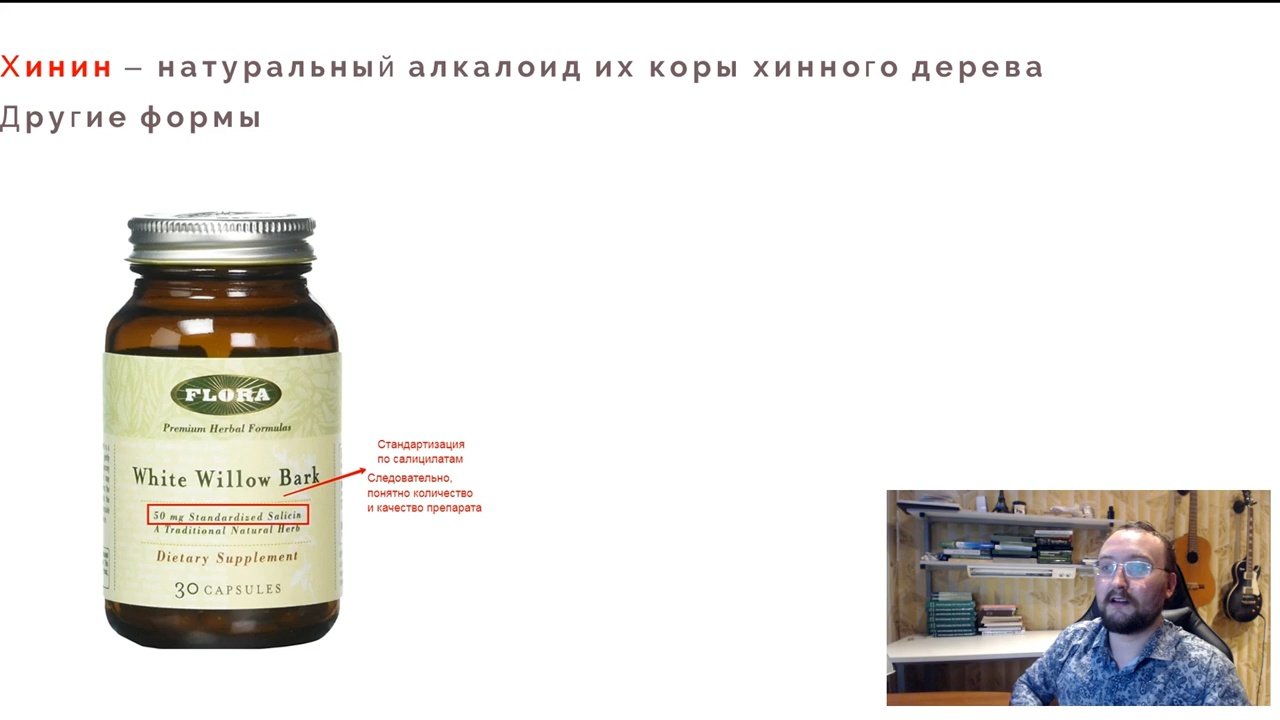 Хинин – натуральный алкалоид их коры хинного дерева
Другие формы
FLORA
Premium Herbal Formulas
White Willow Bark
50 mg Standardized Salicin
A Traditional Natural Herb
Dietary Supplement
30 CAPSULES
Стандартизация
по салицилатам
Следовательно,
понятно количество
и качество препарата